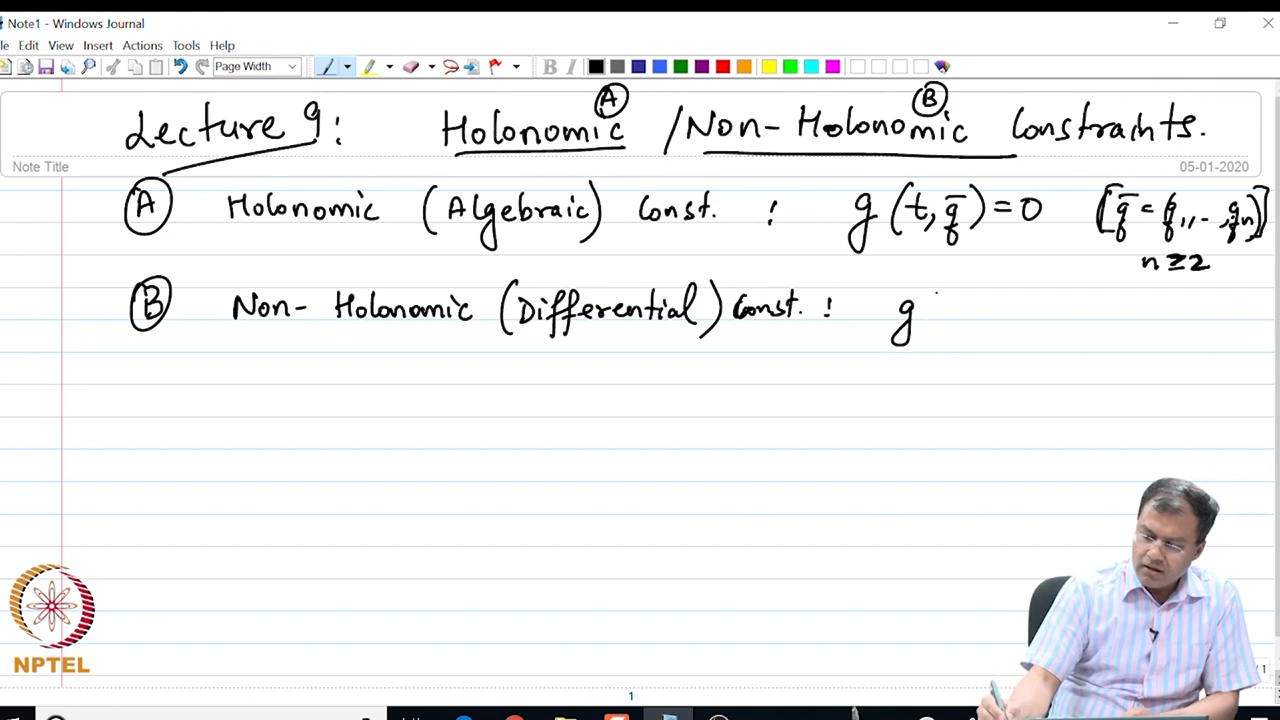 Note1 - Windows Journal
le Edit View Insert Actions Tools Help
Page Width
B I
Lecture 9: Holonomic (A) / Non-Holonomic (B) Constraints.
Note Title 05-01-2020
(A) Holonomic (Algebraic) Const. : g(t, q̄) = 0 [q̄ = q₁, - , qₙ]
n ≥ 2
(B) Non-Holonomic (Differential) Const. : g
NPTEL
/ 1
1